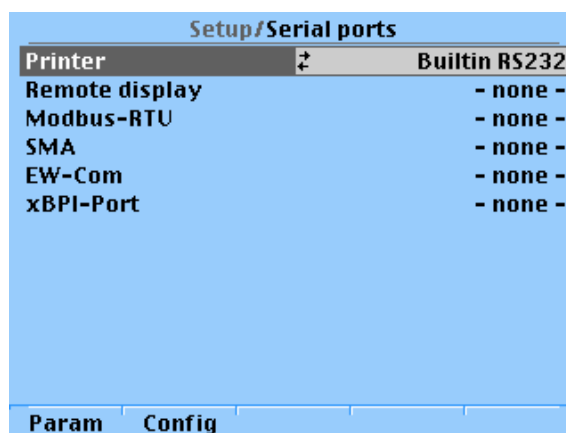 Setup/Serial ports
Printer Builtin RS232
Remote display - none -
Modbus-RTU - none -
SMA - none -
EW-Com - none -
xBPI-Port - none -
Param Config